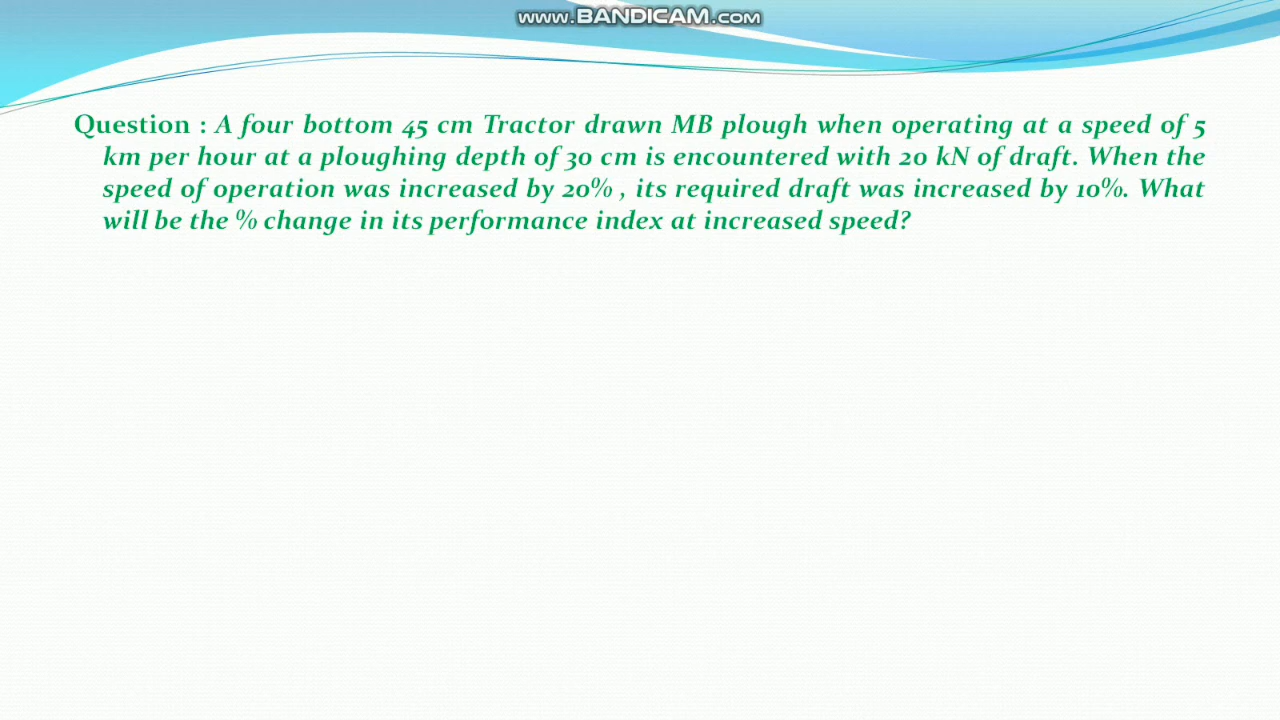 www.BANDICAM.com
Question : A four bottom 45 cm Tractor drawn MB plough when operating at a speed of 5
km per hour at a ploughing depth of 30 cm is encountered with 20 kN of draft. When the
speed of operation was increased by 20% , its required draft was increased by 10%. What
will be the % change in its performance index at increased speed?